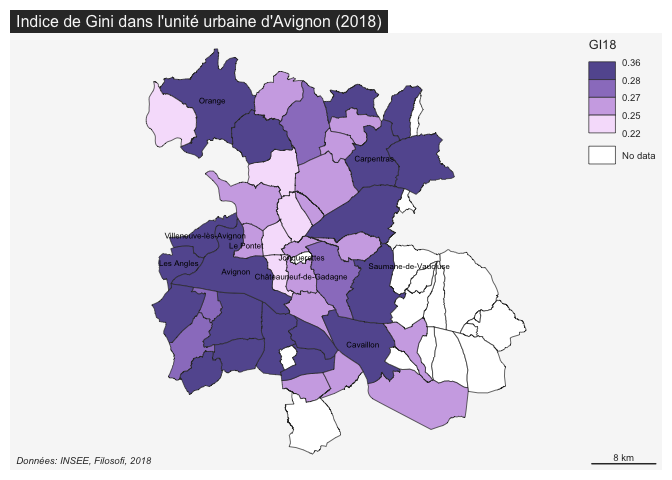 Indice de Gini dans l'unité urbaine d'Avignon (2018)
GI18
0.36
0.28
0.27
0.25
0.22
No data
Orange
Carpentras
Villeneuve-lès-Avignon
Le Pontet
Jonquerettes
Les Angles
Avignon
Saumane-de-Vaucluse
Châteauneuf-de-Gadagne
Cavaillon
Données: INSEE, Filosofi, 2018
8 km